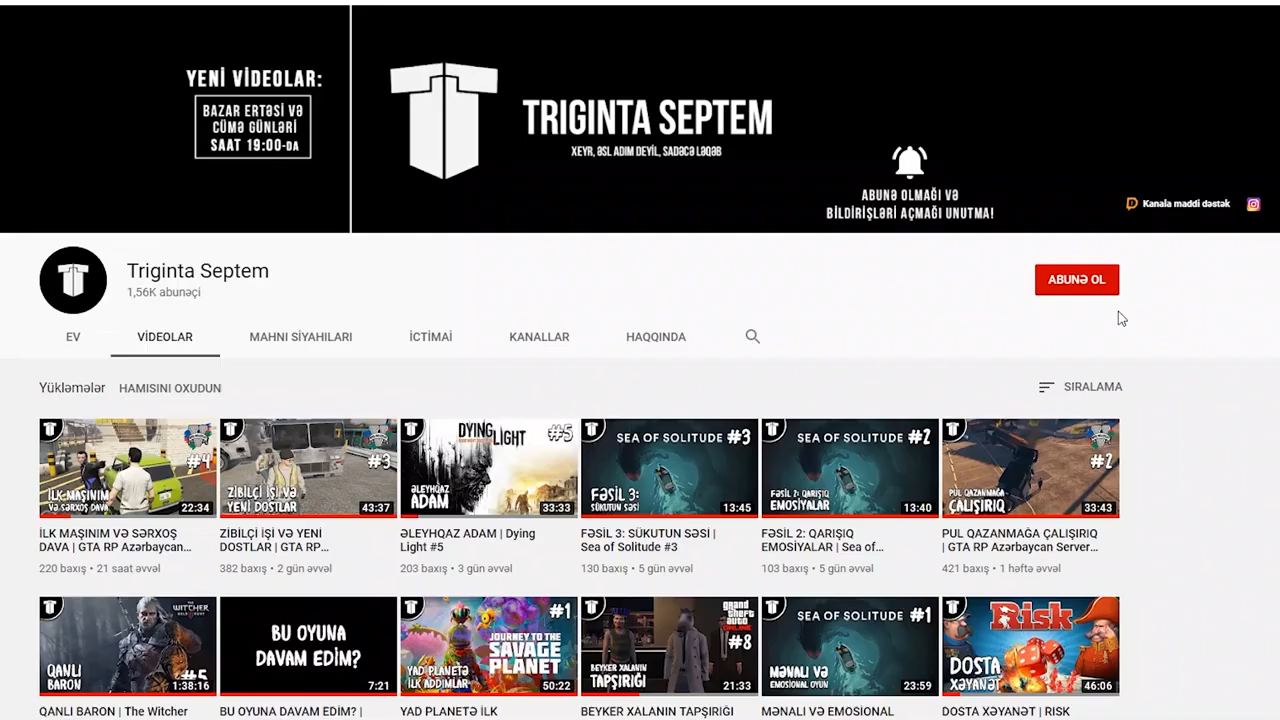 YENİ VİDEOLAR:
BAZAR ERTƏSİ VƏ
CÜMƏ GÜNLƏRİ
SAAT 19:00-DA
TRIGINTA SEPTEM
XEYR, ƏSL ADIM DEYİL, SADƏCƏ LƏQƏB
ABUNƏ OLMAĞI VƏ
BİLDİRİŞLƏRİ AÇMAĞI UNUTMA!
Kanala maddi dəstək
Triginta Septem
1,56K abunəçi
ABUNƏ OL
EV VİDEOLAR MAHNI SİYAHILARI İCTİMAİ KANALLAR HAQQINDA
Yükləmələr HAMISINI OXUDUN SIRALAMA
#4
İLK MAŞINIM
VƏ SƏRXOŞ DAVA
22:34
#3
ZİBİLÇİ İŞİ VƏ
YENİ DOSTLAR
43:37
DYING LIGHT
#5
ƏLEYHQAZ
ADAM
33:33
SEA OF SOLITUDE #3
FƏSİL 3:
SÜKUTUN SƏSİ
13:45
SEA OF SOLITUDE #2
FƏSİL 2: QARIŞIQ
EMOSİYALAR
13:40
#2
PUL QAZANMAĞA
ÇALIŞIRIQ
33:43
İLK MAŞINIM VƏ SƏRXOŞ
DAVA | GTA RP Azərbaycan...
220 baxış • 21 saat əvvəl
ZİBİLÇİ İŞİ VƏ YENİ
DOSTLAR | GTA RP...
382 baxış • 2 gün əvvəl
ƏLEYHQAZ ADAM | Dying
Light #5
203 baxış • 3 gün əvvəl
FƏSİL 3: SÜKUTUN SƏSİ |
Sea of Solitude #3
130 baxış • 5 gün əvvəl
FƏSİL 2: QARIŞIQ
EMOSİYALAR | Sea of...
103 baxış • 5 gün əvvəl
PUL QAZANMAĞA ÇALIŞIRIQ
| GTA RP Azərbaycan Server...
421 baxış • 1 həftə əvvəl
THE WITCHER
QANLI
BARON
#5
1:38:16
BU OYUNA
DAVAM EDİM?
7:21
#1
JOURNEY TO THE
SAVAGE
PLANET
YAD PLANETƏ
İLK ADDIMLAR
50:22
grand
theft
auto
ONLINE
#8
BEYKER XALANIN
TAPŞIRIĞI
21:33
SEA OF SOLITUDE #1
MƏNALI VƏ
EMOSIONAL OYUN
23:59
RİSK
DOSTA
XƏYANƏT
46:06
QANLI BARON | The Witcher
BU OYUNA DAVAM EDİM? |
YAD PLANETƏ İLK
BEYKER XALANIN TAPŞIRIĞI
MƏNALI VƏ EMOSİONAL
DOSTA XƏYANƏT | RISK